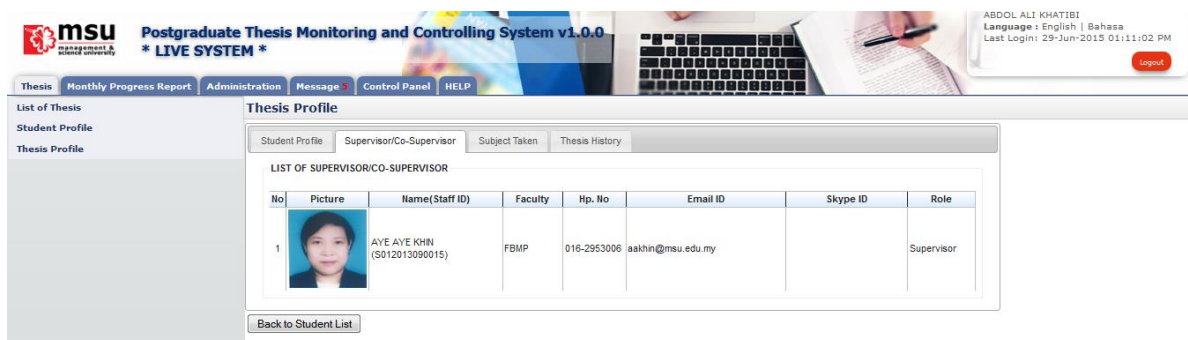 msu
management &
science university
Postgraduate Thesis Monitoring and Controlling System v1.0.0
* LIVE SYSTEM *
ABDOL ALI KHATIBI
Language : English | Bahasa
Last Login: 29-Jun-2015 01:11:02 PM
Logout
Thesis Monthly Progress Report Administration Message 5 Control Panel HELP
List of Thesis
Student Profile
Thesis Profile
Thesis Profile
Student Profile Supervisor/Co-Supervisor Subject Taken Thesis History
LIST OF SUPERVISOR/CO-SUPERVISOR
No Picture Name(Staff ID) Faculty Hp. No Email ID Skype ID Role
1 AYE AYE KHIN (S012013090015) FBMP 016-2953006 aakhin@msu.edu.my Supervisor
Back to Student List